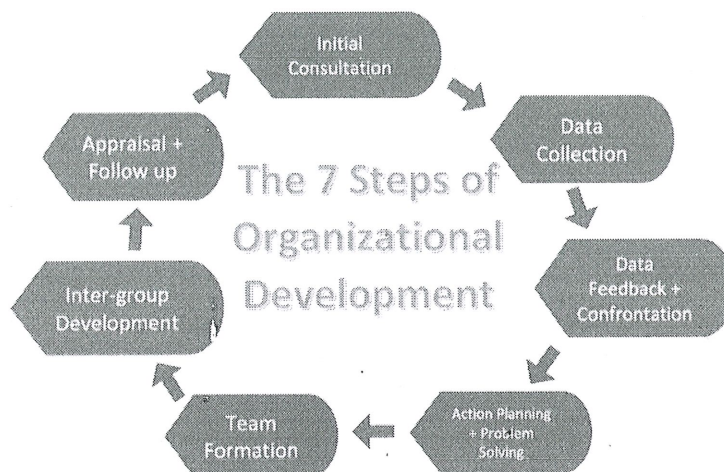 Initial
Consultation
Data
Collection
Data
Feedback +
Confrontation
Action Planning
+ Problem
Solving
Team
Formation
Inter-group
Development
Appraisal +
Follow up
The 7 Steps of
Organizational
Development